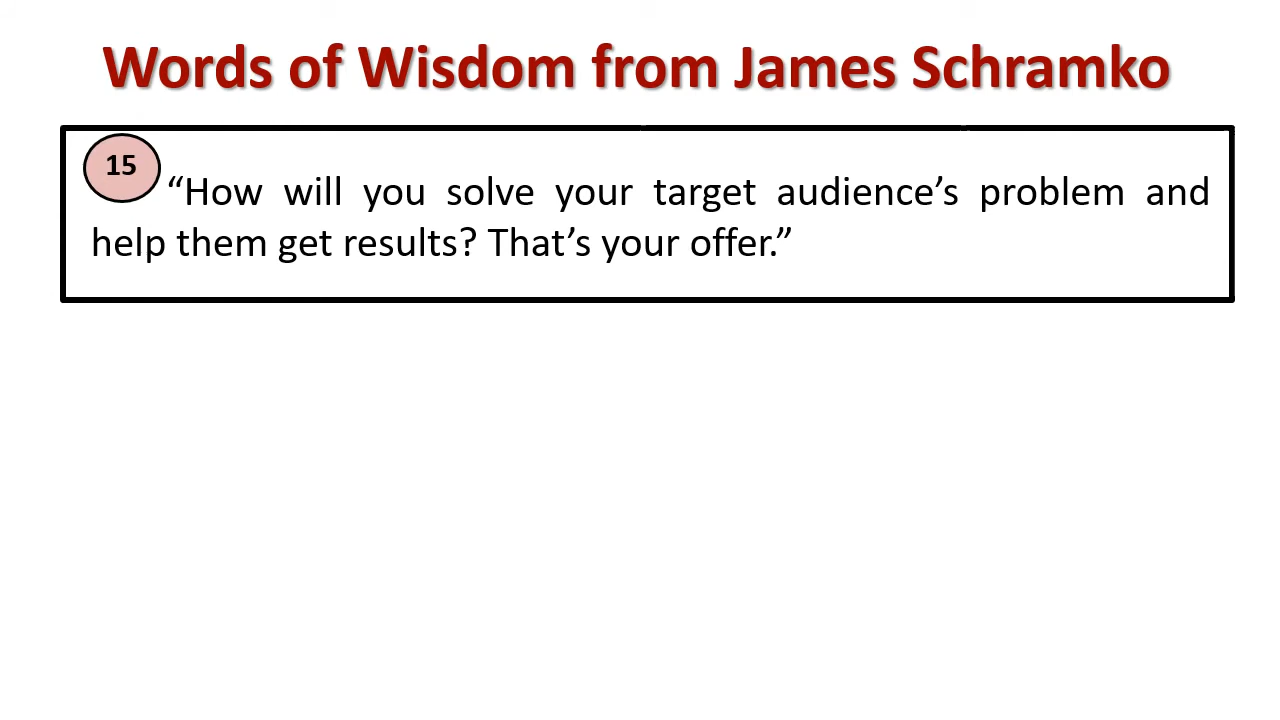 Words of Wisdom from James Schramko
15
“How will you solve your target audience’s problem and
help them get results? That’s your offer.”